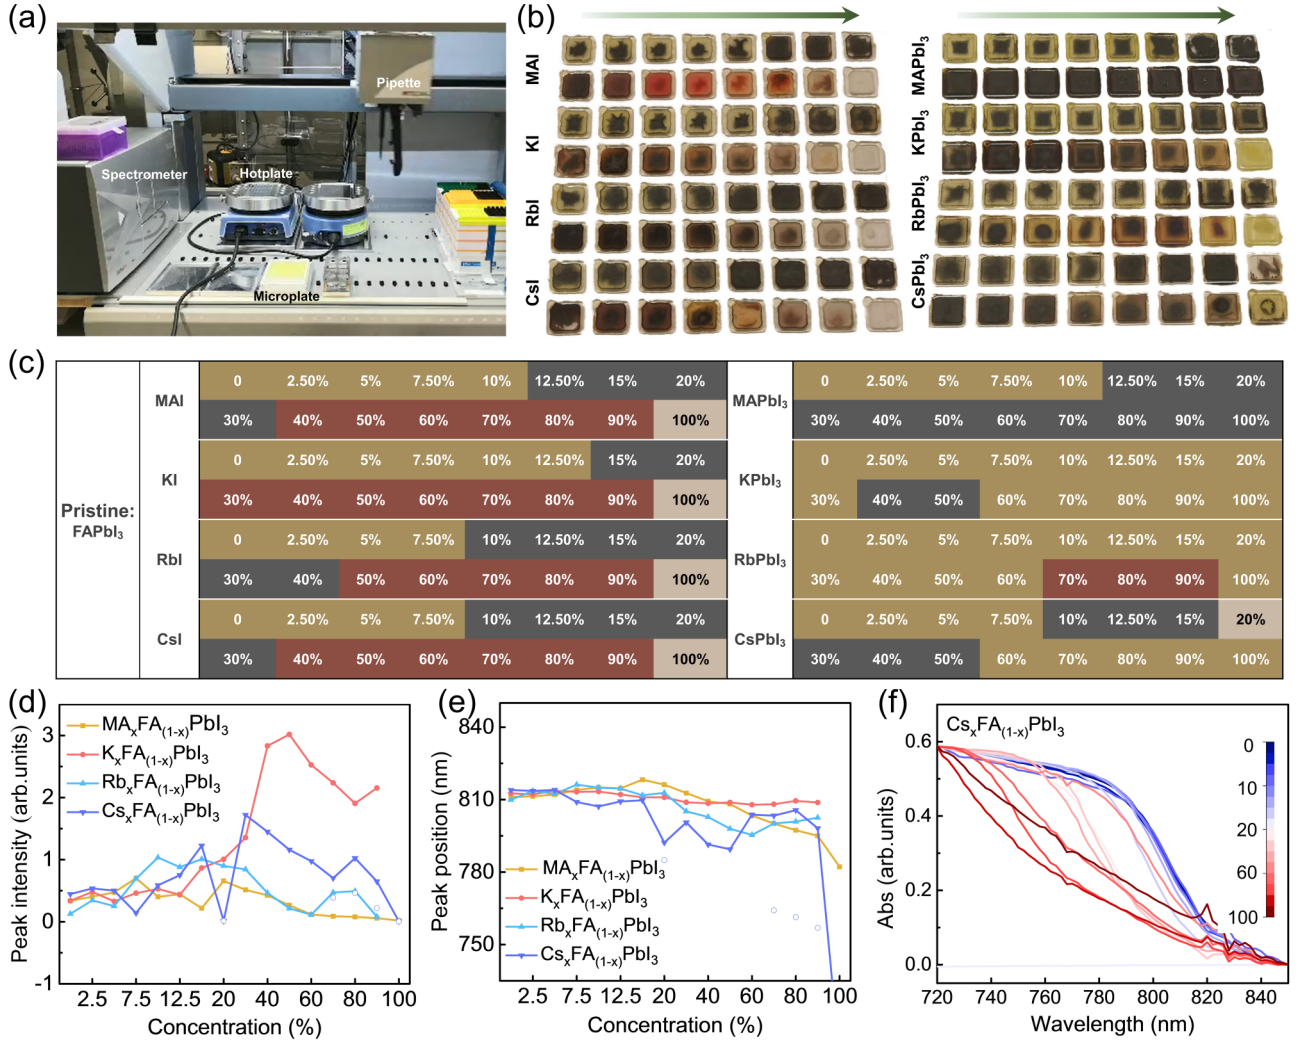 (a)
Pipette
Spectrometer
Hotplate
Microplate
(b)
MAI
KI
RbI
CsI
MAPbI3
KPbI3
RbPbI3
CsPbI3
(c)
Pristine:
FAPbI3
MAI
0 2.50% 5% 7.50% 10% 12.50% 15% 20%
30% 40% 50% 60% 70% 80% 90% 100%
KI
0 2.50% 5% 7.50% 10% 12.50% 15% 20%
30% 40% 50% 60% 70% 80% 90% 100%
RbI
0 2.50% 5% 7.50% 10% 12.50% 15% 20%
30% 40% 50% 60% 70% 80% 90% 100%
CsI
0 2.50% 5% 7.50% 10% 12.50% 15% 20%
30% 40% 50% 60% 70% 80% 90% 100%
MAPbI3
0 2.50% 5% 7.50% 10% 12.50% 15% 20%
30% 40% 50% 60% 70% 80% 90% 100%
KPbI3
0 2.50% 5% 7.50% 10% 12.50% 15% 20%
30% 40% 50% 60% 70% 80% 90% 100%
RbPbI3
0 2.50% 5% 7.50% 10% 12.50% 15% 20%
30% 40% 50% 60% 70% 80% 90% 100%
CsPbI3
0 2.50% 5% 7.50% 10% 12.50% 15% 20%
30% 40% 50% 60% 70% 80% 90% 100%
(d)
MAxFA(1-x)PbI3
KxFA(1-x)PbI3
RbxFA(1-x)PbI3
CsxFA(1-x)PbI3
Peak intensity (arb.units)
3
2
1
0
-1
2.5 7.5 12.5 20 40 60 80 100
Concentration (%)
(e)
Peak position (nm)
840
810
780
750
MAxFA(1-x)PbI3
KxFA(1-x)PbI3
RbxFA(1-x)PbI3
CsxFA(1-x)PbI3
2.5 7.5 12.5 20 40 60 80 100
Concentration (%)
(f)
CsxFA(1-x)PbI3
Abs (arb.units)
0.6
0.4
0.2
0.0
0
10
20
60
100
720 740 760 780 800 820 840
Wavelength (nm)